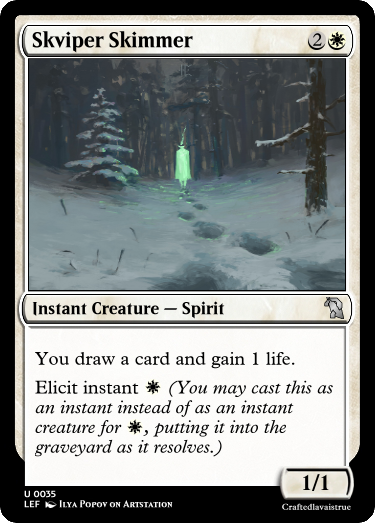 Skviper Skimmer 2
Instant Creature — Spirit
You draw a card and gain 1 life.
Elicit instant (You may cast this as
an instant instead of as an instant
creature for , putting it into the
graveyard as it resolves.)
1/1
U 0035
LEF Ilya Popov on Artstation
Craftedlavaistrue